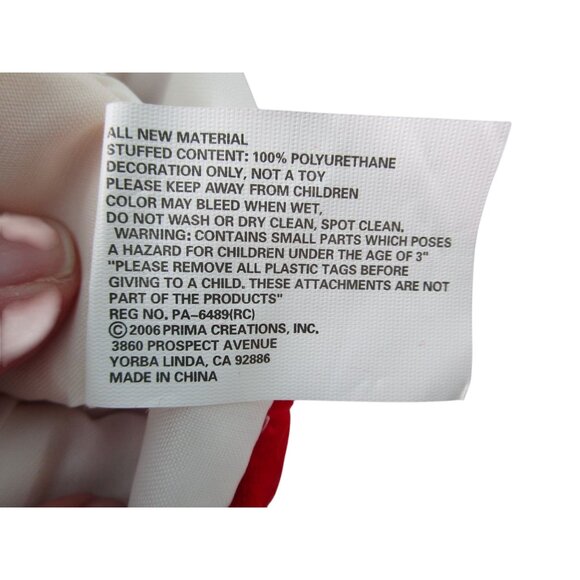 ALL NEW MATERIAL
STUFFED CONTENT: 100% POLYURETHANE
DECORATION ONLY, NOT A TOY
PLEASE KEEP AWAY FROM CHILDREN
COLOR MAY BLEED WHEN WET,
DO NOT WASH OR DRY CLEAN, SPOT CLEAN.
WARNING: CONTAINS SMALL PARTS WHICH POSES
A HAZARD FOR CHILDREN UNDER THE AGE OF 3"
"PLEASE REMOVE ALL PLASTIC TAGS BEFORE
GIVING TO A CHILD. THESE ATTACHMENTS ARE NOT
PART OF THE PRODUCTS"
REG NO. PA-6489(RC)
©2006 PRIMA CREATIONS, INC.
3860 PROSPECT AVENUE
YORBA LINDA, CA 92886
MADE IN CHINA